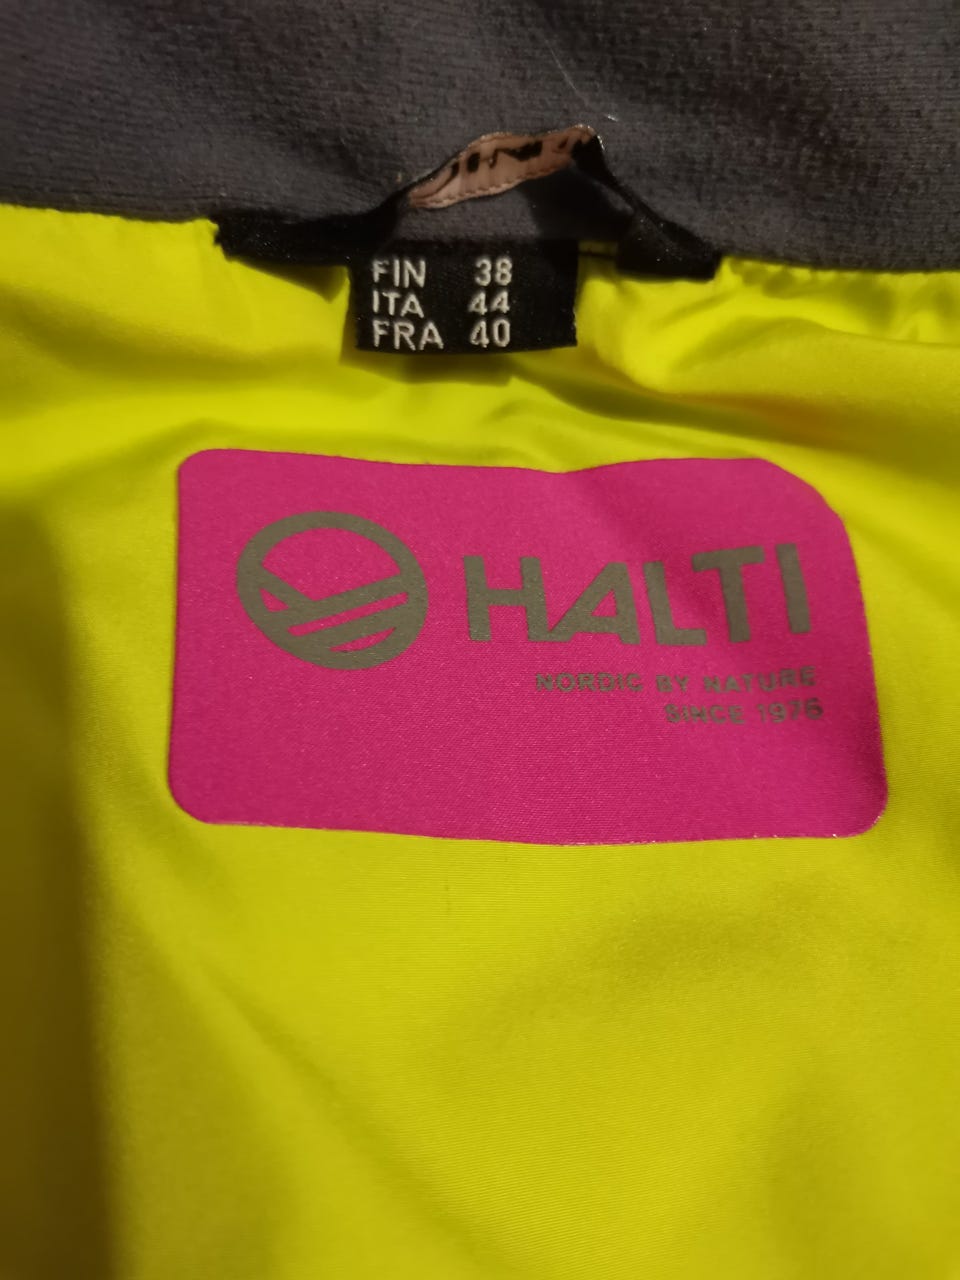 FIN 38
ITA 44
FRA 40
HALTI
NORDIC BY NATURE
SINCE 1976